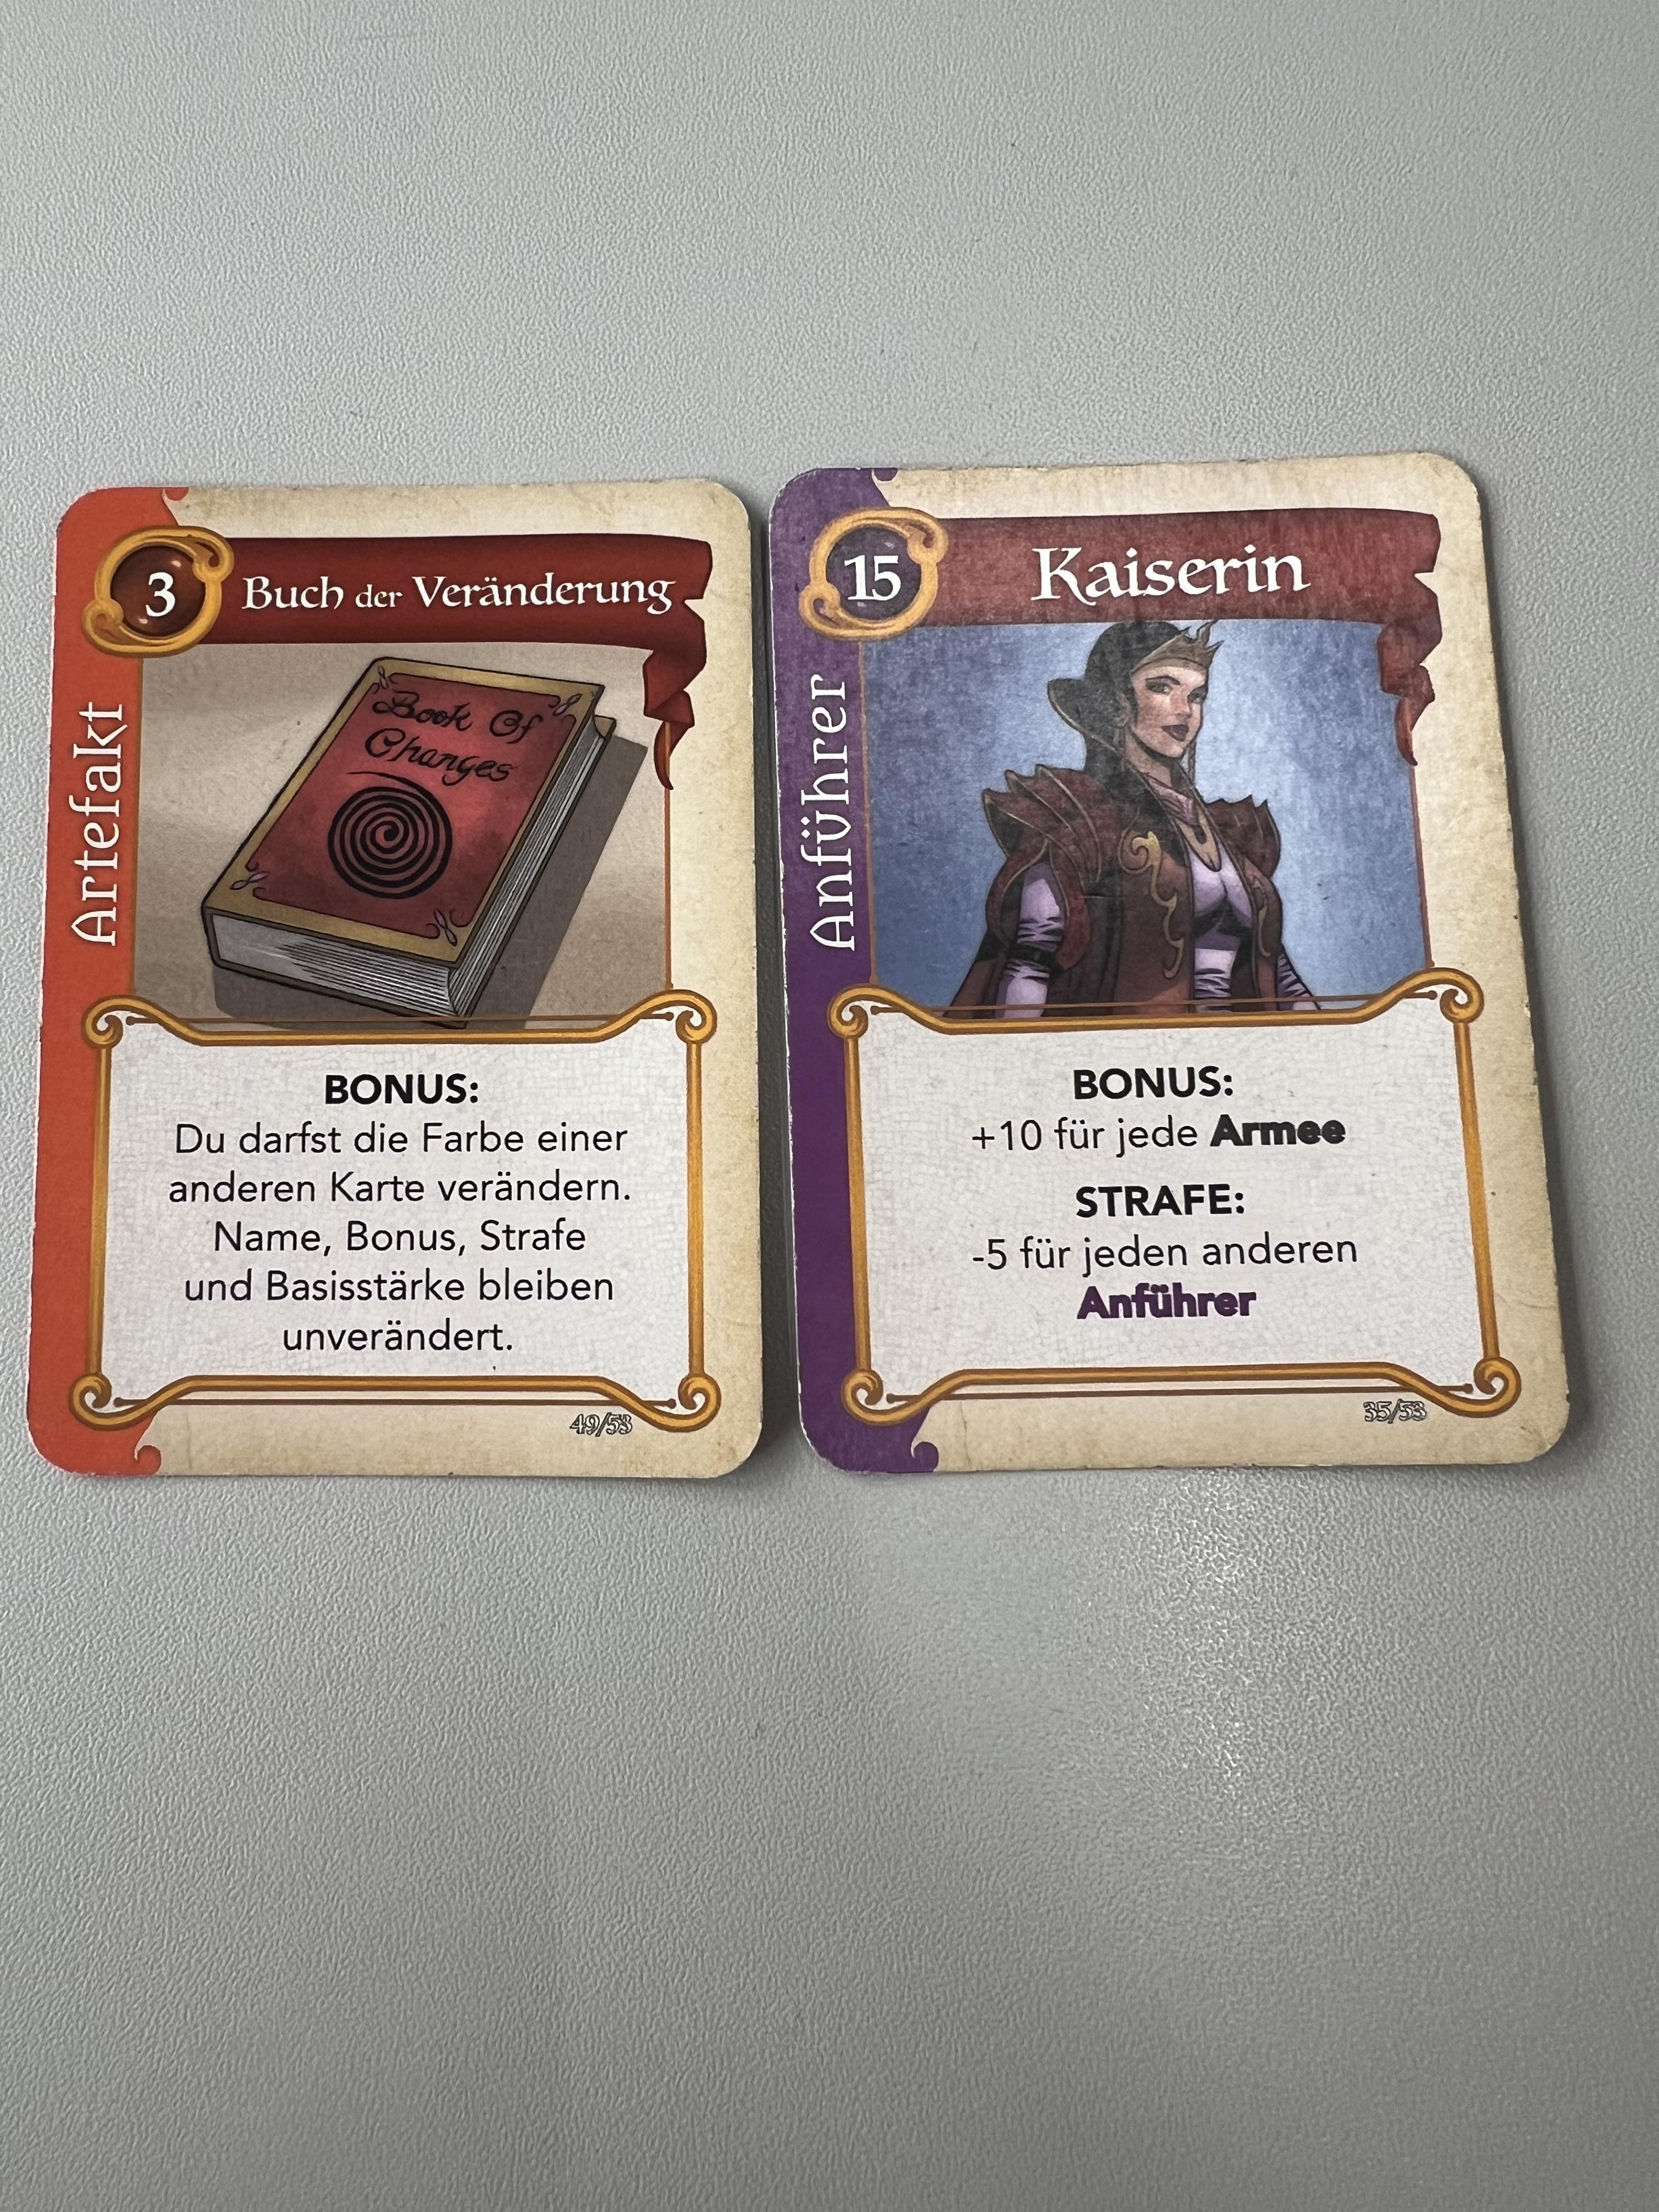 3
Buch der Veränderung
Artefakt
Book Of
Changes
BONUS:
Du darfst die Farbe einer
anderen Karte verändern.
Name, Bonus, Strafe
und Basisstärke bleiben
unverändert.
49/53
15
Kaiserin
Anführer
BONUS:
+10 für jede Armee
STRAFE:
-5 für jeden anderen
Anführer
35/53